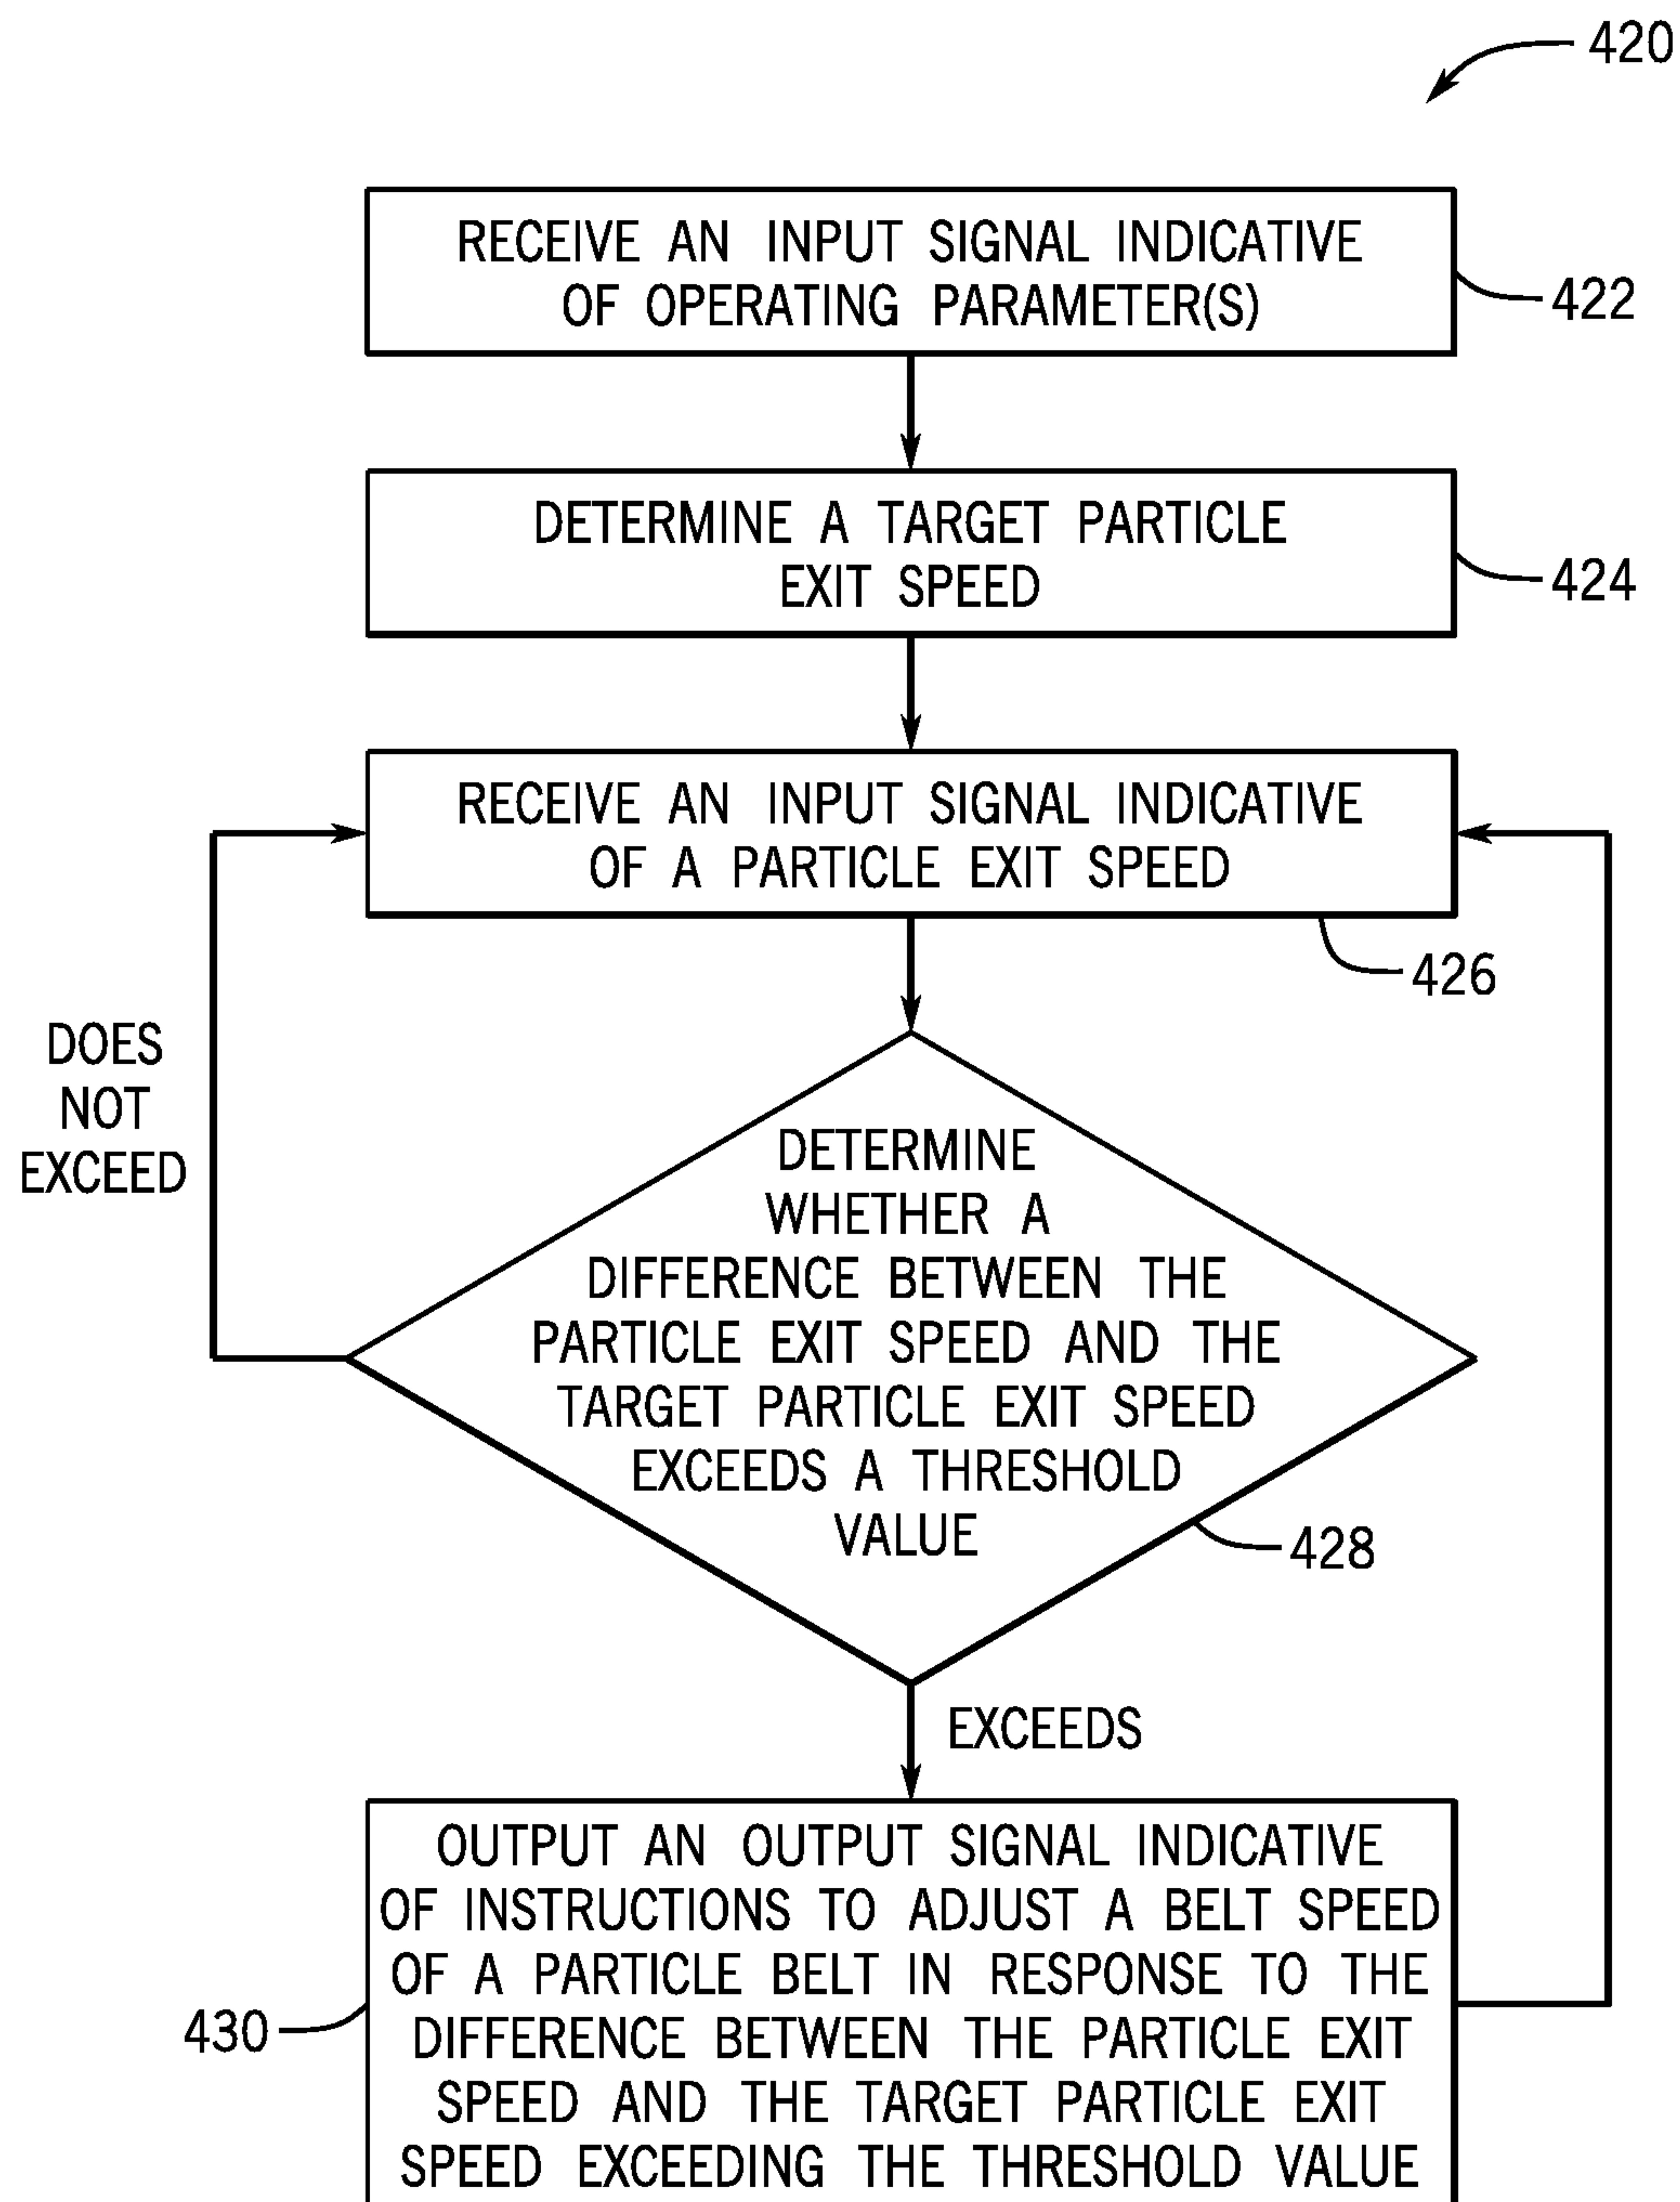 420
RECEIVE AN INPUT SIGNAL INDICATIVE
OF OPERATING PARAMETER(S)
422
DETERMINE A TARGET PARTICLE
EXIT SPEED
424
RECEIVE AN INPUT SIGNAL INDICATIVE
OF A PARTICLE EXIT SPEED
426
DOES
NOT
EXCEED
DETERMINE
WHETHER A
DIFFERENCE BETWEEN THE
PARTICLE EXIT SPEED AND THE
TARGET PARTICLE EXIT SPEED
EXCEEDS A THRESHOLD
VALUE
428
EXCEEDS
OUTPUT AN OUTPUT SIGNAL INDICATIVE
OF INSTRUCTIONS TO ADJUST A BELT SPEED
OF A PARTICLE BELT IN RESPONSE TO THE
DIFFERENCE BETWEEN THE PARTICLE EXIT
SPEED AND THE TARGET PARTICLE EXIT
SPEED EXCEEDING THE THRESHOLD VALUE
430